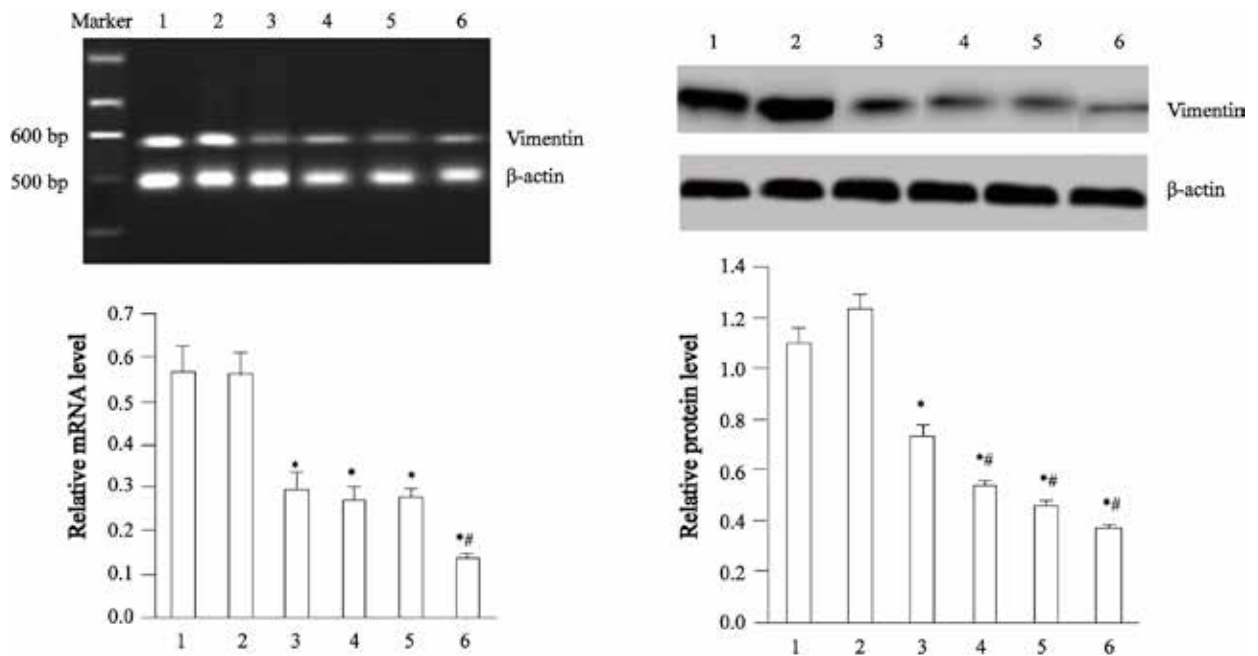 Marker 1 2 3 4 5 6
600 bp
Vimentin
500 bp
β-actin
1 2 3 4 5 6
Vimentin
β-actin
Relative mRNA level
0.7
0.6
0.5
0.4
0.3
0.2
0.1
0.0
* * * *#
1 2 3 4 5 6
Relative protein level
1.4
1.2
1.0
0.8
0.6
0.4
0.2
0.0
* *# *# *#
1 2 3 4 5 6